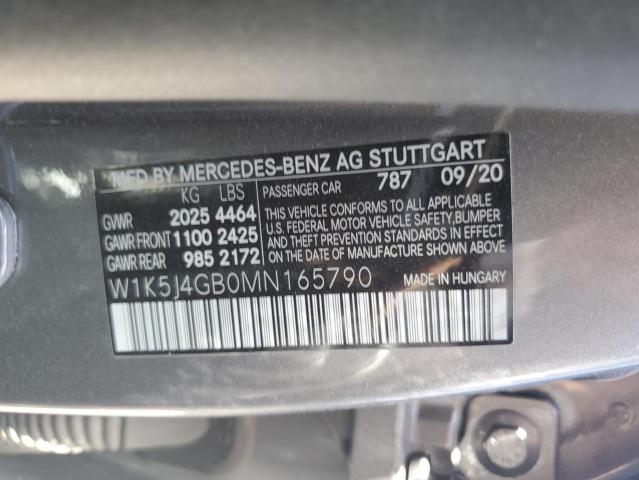 MFD BY MERCEDES-BENZ AG STUTTGART
KG LBS PASSENGER CAR 787 09/20
GVWR 2025 4464
GAWR FRONT 1100 2425
GAWR REAR 985 2172
THIS VEHICLE CONFORMS TO ALL APPLICABLE
U.S. FEDERAL MOTOR VEHICLE SAFETY, BUMPER
AND THEFT PREVENTION STANDARDS IN EFFECT
ON THE DATE OF MANUFACTURE SHOWN ABOVE.
W1K5J4GB0MN165790 MADE IN HUNGARY